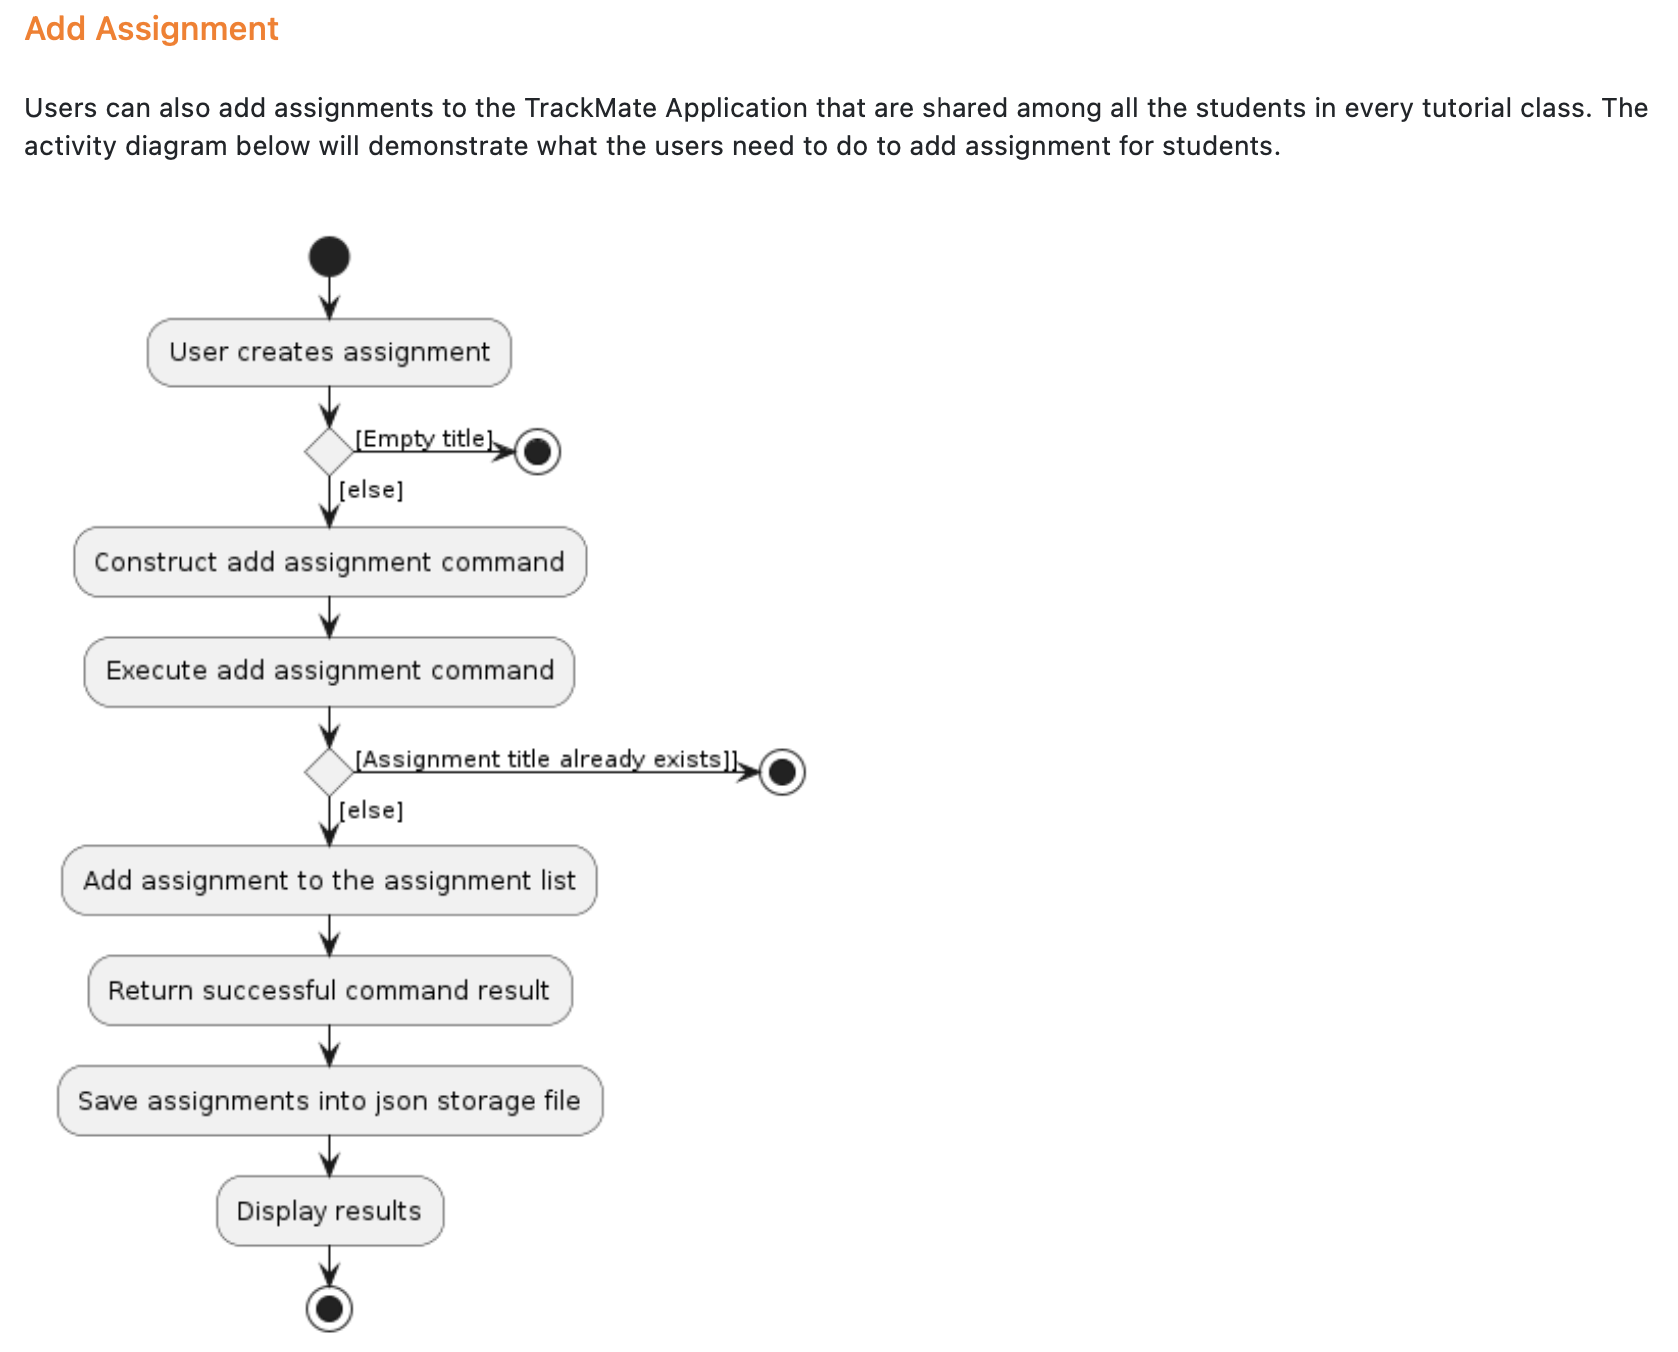 Add Assignment
Users can also add assignments to the TrackMate Application that are shared among all the students in every tutorial class. The
activity diagram below will demonstrate what the users need to do to add assignment for students.
User creates assignment
[Empty title]
[else]
Construct add assignment command
Execute add assignment command
[Assignment title already exists]]
[else]
Add assignment to the assignment list
Return successful command result
Save assignments into json storage file
Display results